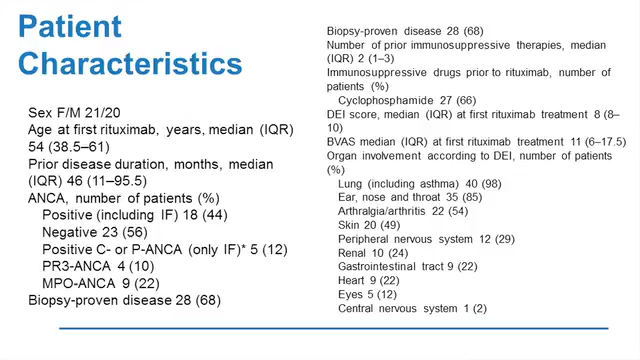 Patient
Characteristics
Sex F/M 21/20
Age at first rituximab, years, median (IQR)
54 (38.5–61)
Prior disease duration, months, median
(IQR) 46 (11–95.5)
ANCA, number of patients (%)
Positive (including IF) 18 (44)
Negative 23 (56)
Positive C- or P-ANCA (only IF)* 5 (12)
PR3-ANCA 4 (10)
MPO-ANCA 9 (22)
Biopsy-proven disease 28 (68)
Biopsy-proven disease 28 (68)
Number of prior immunosuppressive therapies, median
(IQR) 2 (1–3)
Immunosuppressive drugs prior to rituximab, number of
patients (%)
Cyclophosphamide 27 (66)
DEI score, median (IQR) at first rituximab treatment 8 (8–
10)
BVAS median (IQR) at first rituximab treatment 11 (6–17.5)
Organ involvement according to DEI, number of patients
(%)
Lung (including asthma) 40 (98)
Ear, nose and throat 35 (85)
Arthralgia/arthritis 22 (54)
Skin 20 (49)
Peripheral nervous system 12 (29)
Renal 10 (24)
Gastrointestinal tract 9 (22)
Heart 9 (22)
Eyes 5 (12)
Central nervous system 1 (2)